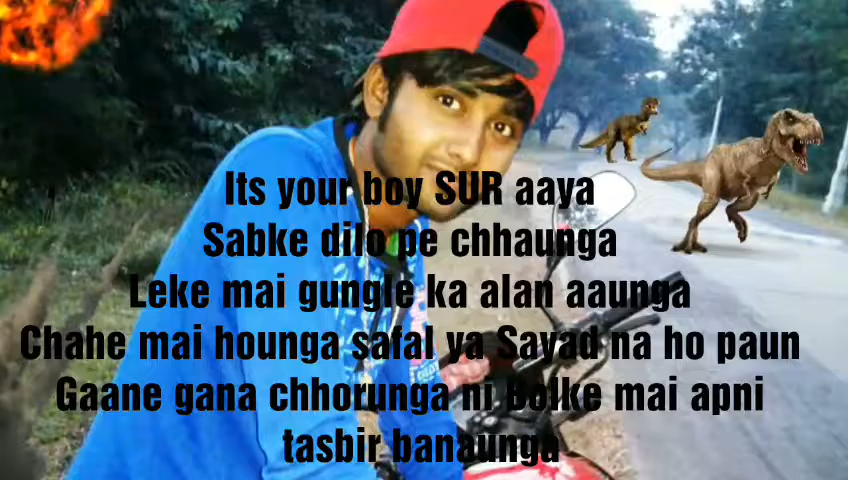 Its your boy SUR aaya
Sabke dilo pe chhaunga
Leke mai gungle ka alan aaunga
Chahe mai hounga safal ya Sayad na ho paun
Gaane gana chhorunga ni Bolke mai apni
tasbir banaunga